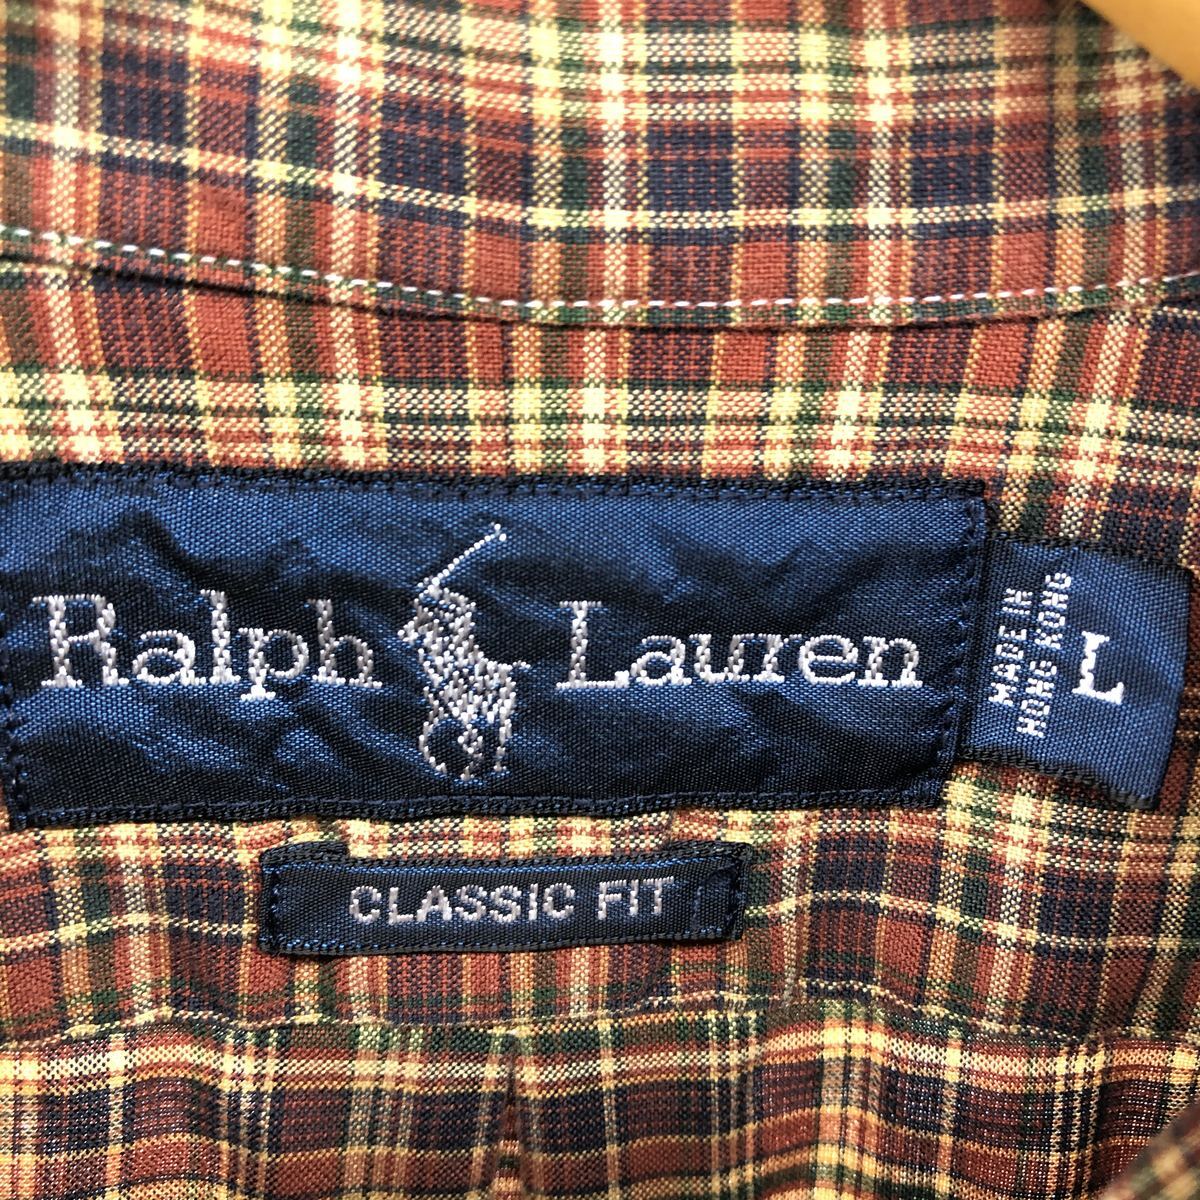 Ralph Lauren
MADE IN
HONG KONG
L
CLASSIC FIT